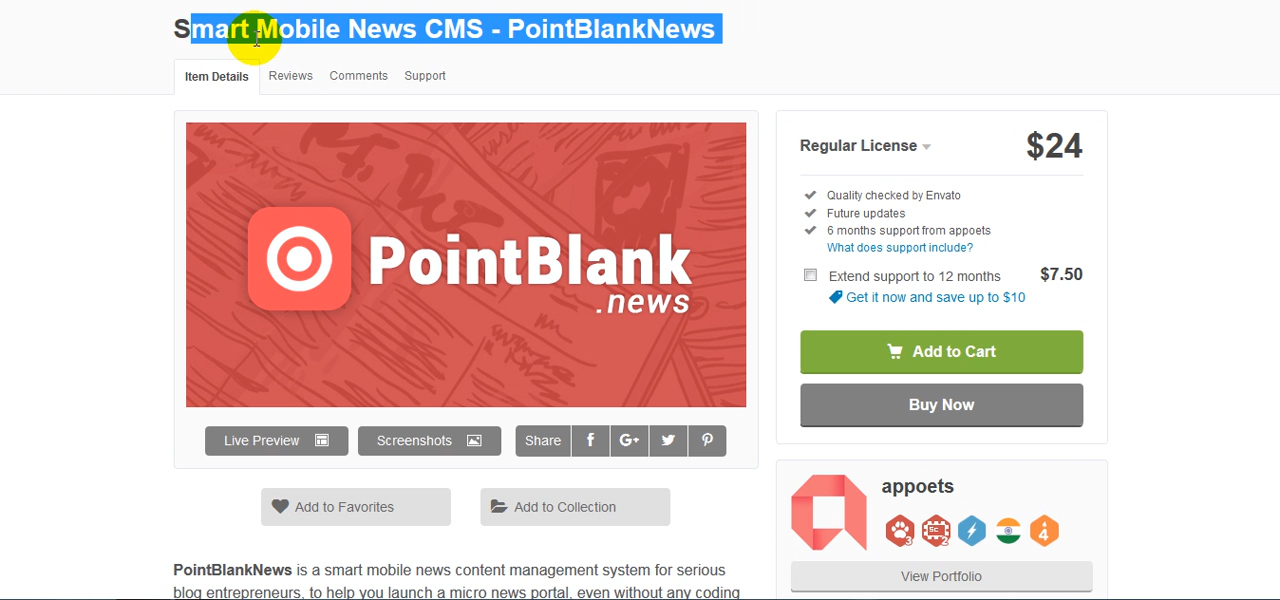 Smart Mobile News CMS - PointBlankNews
Item Details
Reviews
Comments
Support
PointBlank
.news
Live Preview
Screenshots
Share
f
G+
Add to Favorites
Add to Collection
PointBlankNews is a smart mobile news content management system for serious
blog entrepreneurs, to help you launch a micro news portal, even without any coding
Regular License
$24
Quality checked by Envato
Future updates
6 months support from appoets
What does support include?
Extend support to 12 months
$7.50
Get it now and save up to $10
Add to Cart
Buy Now
appoets
3
SC
2
4
View Portfolio